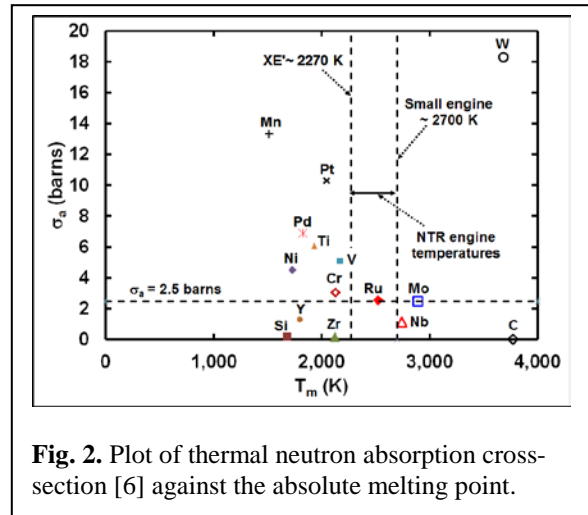 20
18
16
14
12
10
8
6
4
2
0
σa (barns)
XE'~ 2270 K
W
Small engine
~ 2700 K
Mn
Pt
NTR engine
temperatures
Pd
Ti
V
Ni
Cr
Ru
Mo
σa = 2.5 barns
Y
Si
Zr
Nb
C
0 1,000 2,000 3,000 4,000
Tm (K)
Fig. 2. Plot of thermal neutron absorption cross-
section [6] against the absolute melting point.